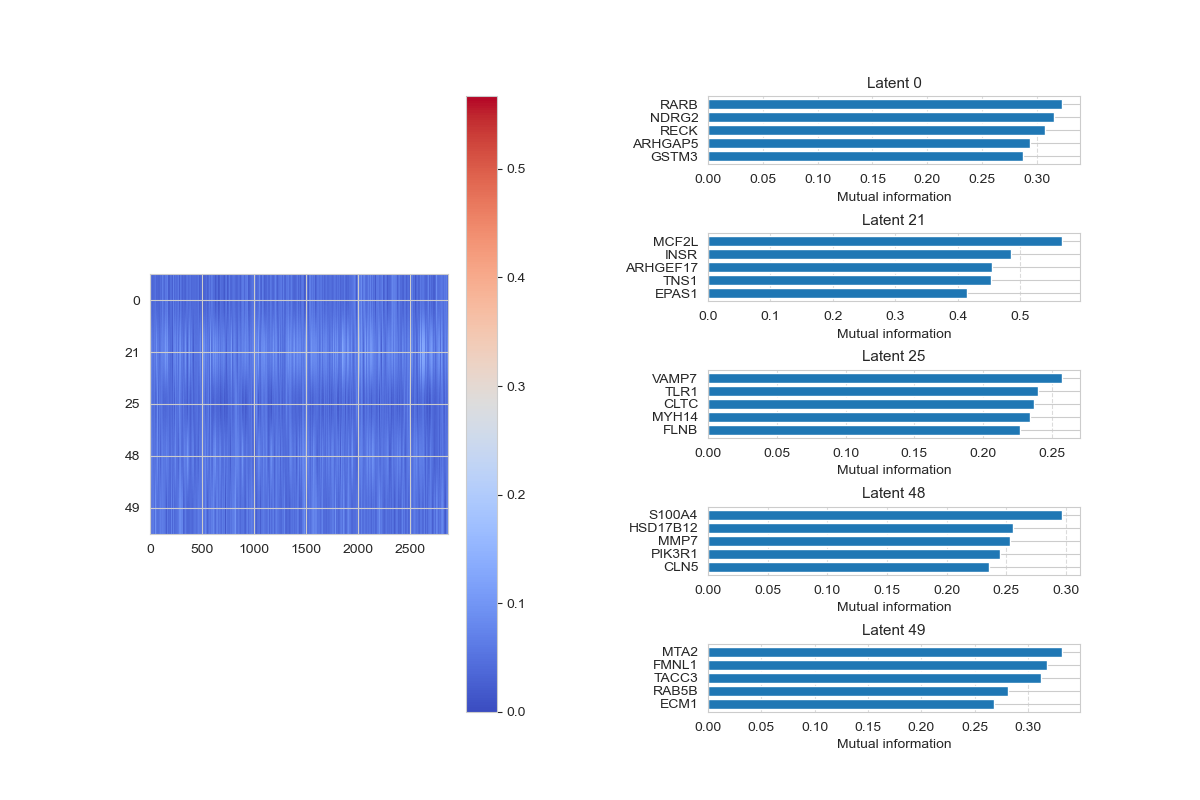 0
21
25
48
49
0 500 1000 1500 2000 2500
0.5
0.4
0.3
0.2
0.1
0.0
Latent 0
RARB
NDRG2
RECK
ARHGAP5
GSTM3
0.00 0.05 0.10 0.15 0.20 0.25 0.30
Mutual information
Latent 21
MCF2L
INSR
ARHGEF17
TNS1
EPAS1
0.0 0.1 0.2 0.3 0.4 0.5
Mutual information
Latent 25
VAMP7
TLR1
CLTC
MYH14
FLNB
0.00 0.05 0.10 0.15 0.20 0.25
Mutual information
Latent 48
S100A4
HSD17B12
MMP7
PIK3R1
CLN5
0.00 0.05 0.10 0.15 0.20 0.25 0.30
Mutual information
Latent 49
MTA2
FMNL1
TACC3
RAB5B
ECM1
0.00 0.05 0.10 0.15 0.20 0.25 0.30
Mutual information